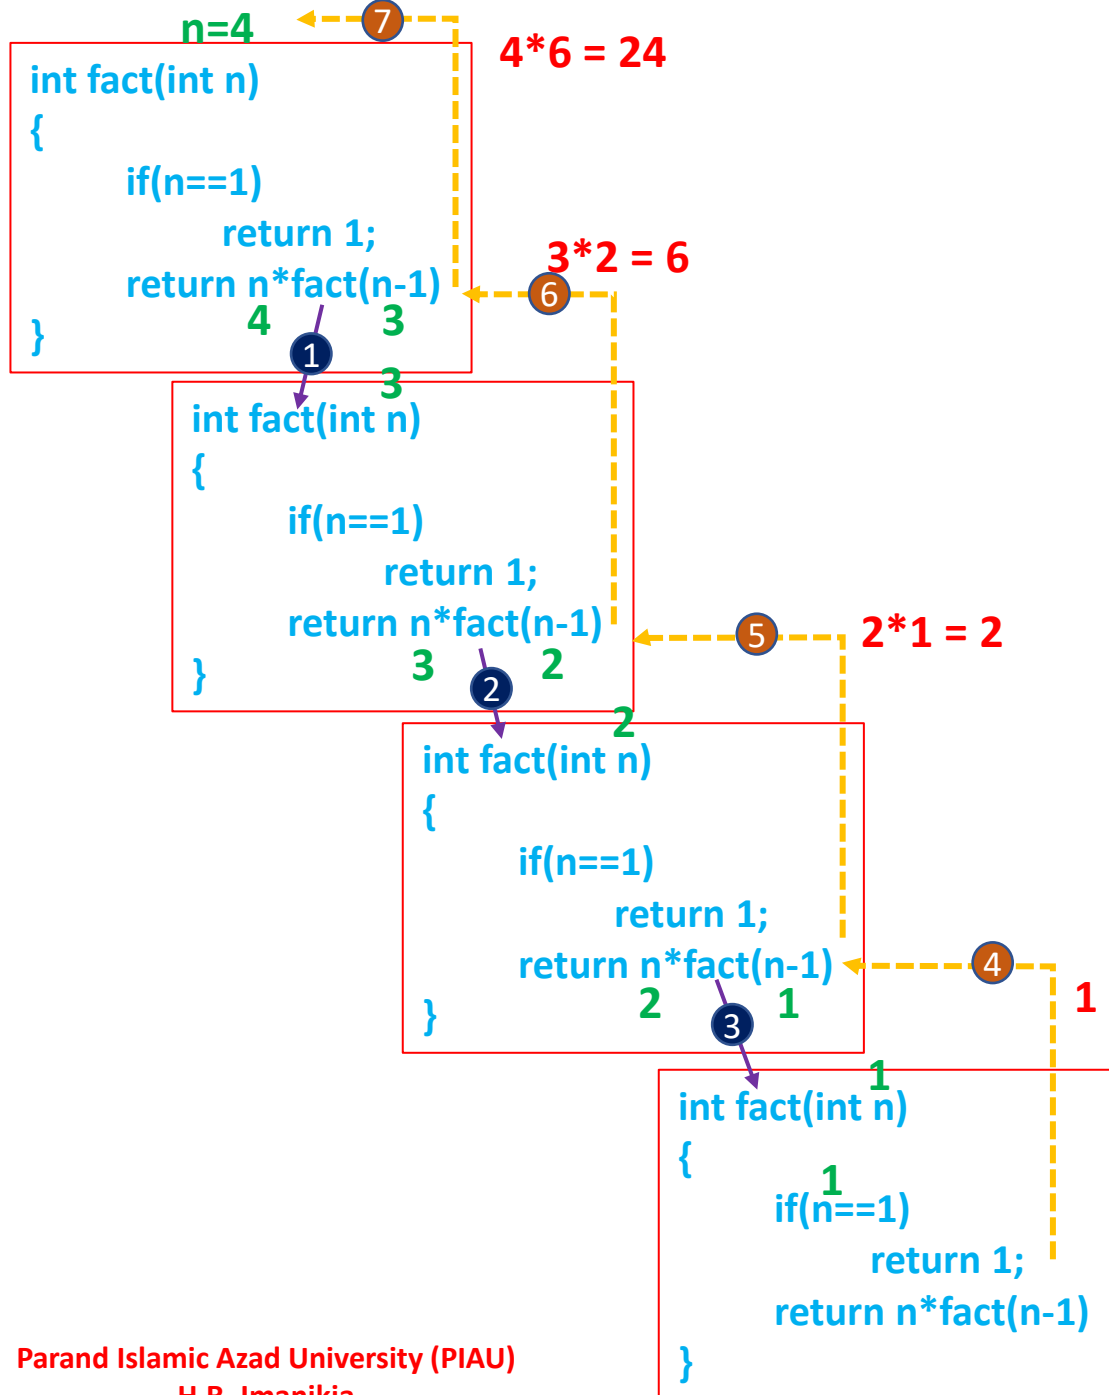 n=4
7
4*6 = 24
int fact(int n)
{
if(n==1)
return 1;
return n*fact(n-1)
4 3
}
1
3*2 = 6
6
3
int fact(int n)
{
if(n==1)
return 1;
return n*fact(n-1)
3 2
}
2
2*1 = 2
5
2
int fact(int n)
{
if(n==1)
return 1;
return n*fact(n-1)
2 1
}
3
4
1
1
int fact(int n)
{
1
if(n==1)
return 1;
return n*fact(n-1)
}
Parand Islamic Azad University (PIAU)
H.R. Imanikia